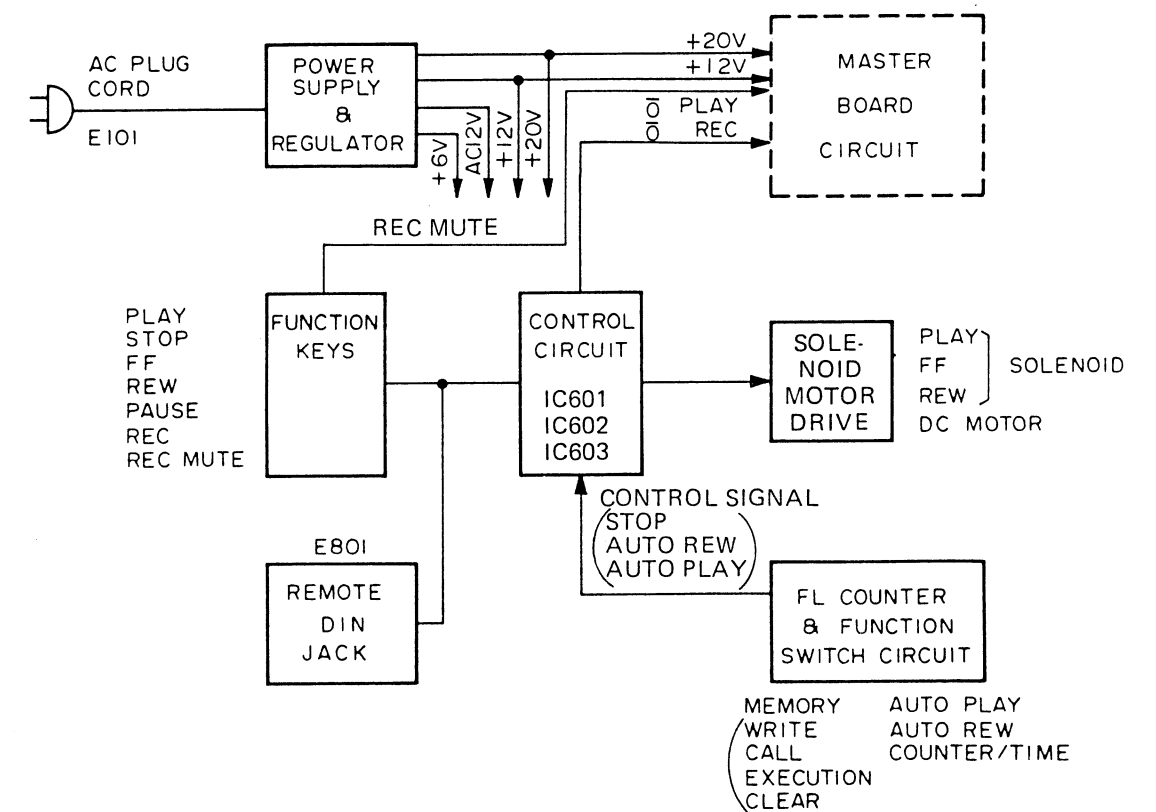 AC PLUG
CORD
E101
POWER
SUPPLY
&
REGULATOR
+6V
AC12V
+12V
+20V
+20V
+12V
PLAY
REC
MASTER
BOARD
CIRCUIT
REC MUTE
PLAY
STOP
FF
REW
PAUSE
REC
REC MUTE
FUNCTION
KEYS
CONTROL
CIRCUIT
IC601
IC602
IC603
SOLE-
NOID
MOTOR
DRIVE
PLAY
FF
REW
SOLENOID
DC MOTOR
CONTROL SIGNAL
(STOP
AUTO REW
AUTO PLAY)
E801
REMOTE
DIN
JACK
FL COUNTER
& FUNCTION
SWITCH CIRCUIT
MEMORY AUTO PLAY
WRITE AUTO REW
CALL COUNTER/TIME
EXECUTION
CLEAR